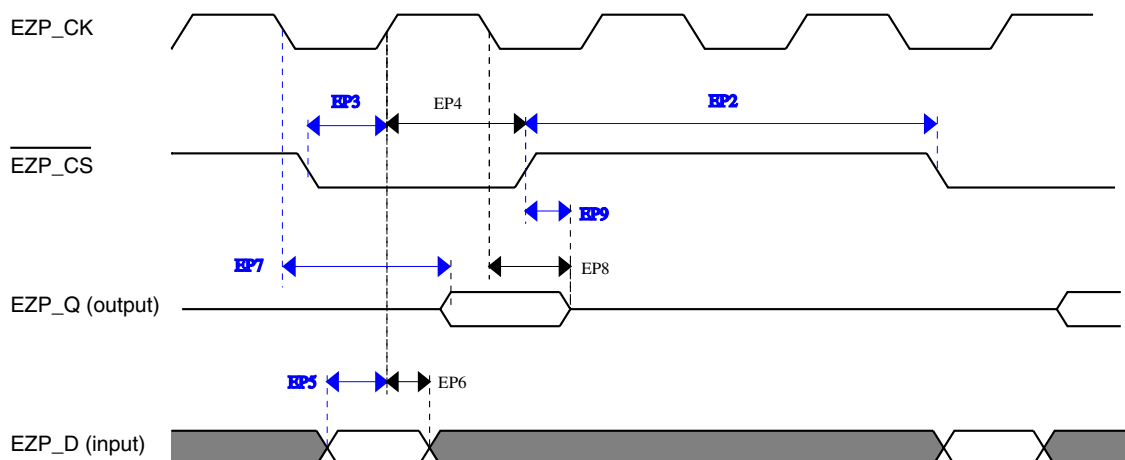 EZP_CK
EP3 EP4 EP2
EZP_CS
EP9
EP7 EP8
EZP_Q (output)
EP5 EP6
EZP_D (input)